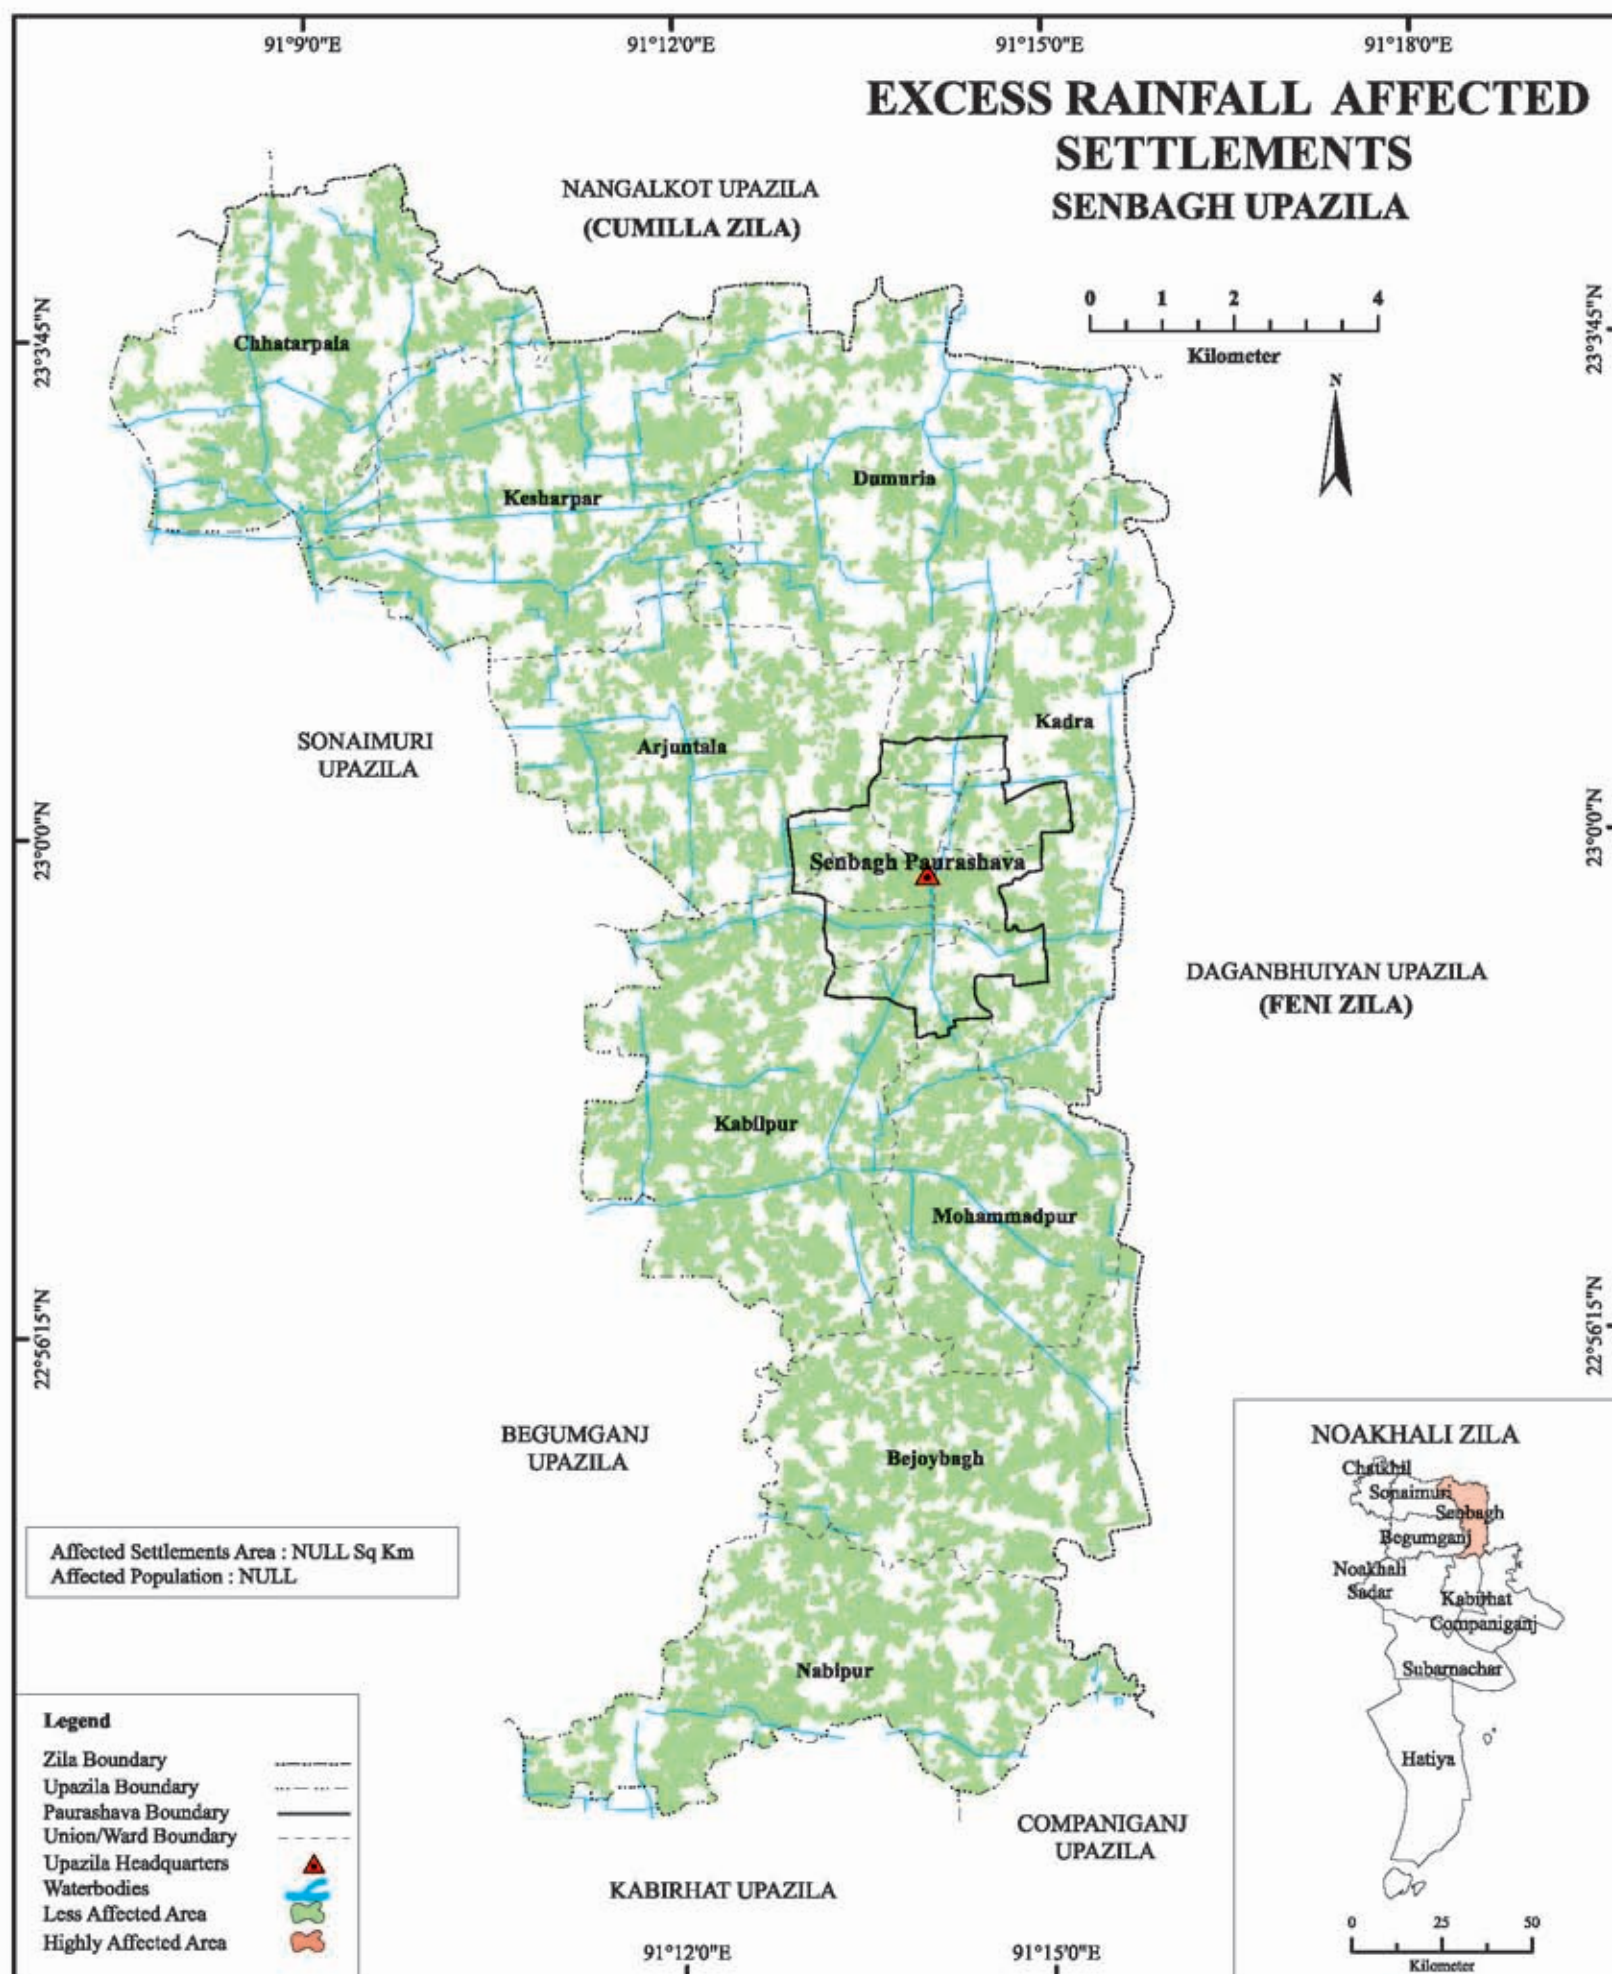 91°9'0"E
91°12'0"E
91°15'0"E
91°18'0"E
EXCESS RAINFALL AFFECTED
SETTLEMENTS
SENBAGH UPAZILA
NANGALKOT UPAZILA
(CUMILLA ZILA)
0 1 2 4
Kilometer
N
23°3'45"N
23°3'45"N
Chhatarpaia
Kesharpar
Dumuria
SONAIMURI
UPAZILA
Arjuntala
Kadra
23°0'0"N
23°0'0"N
Senbagh Paurashava
DAGANBHUIYAN UPAZILA
(FENI ZILA)
Kabilpur
Mohammadpur
22°56'15"N
22°56'15"N
BEGUMGANJ
UPAZILA
Bejoybagh
Affected Settlements Area : NULL Sq Km
Affected Population : NULL
Nabipur
COMPANIGANJ
UPAZILA
KABIRHAT UPAZILA
Legend
Zila Boundary
Upazila Boundary
Paurashava Boundary
Union/Ward Boundary
Upazila Headquarters
Waterbodies
Less Affected Area
Highly Affected Area
91°12'0"E
91°15'0"E
NOAKHALI ZILA
Chatkhil
Sonaimuri
Senbagh
Begumganj
Noakhali
Sadar
Kabirhat
Companiganj
Subarnachar
Hatiya
0 25 50
Kilometer